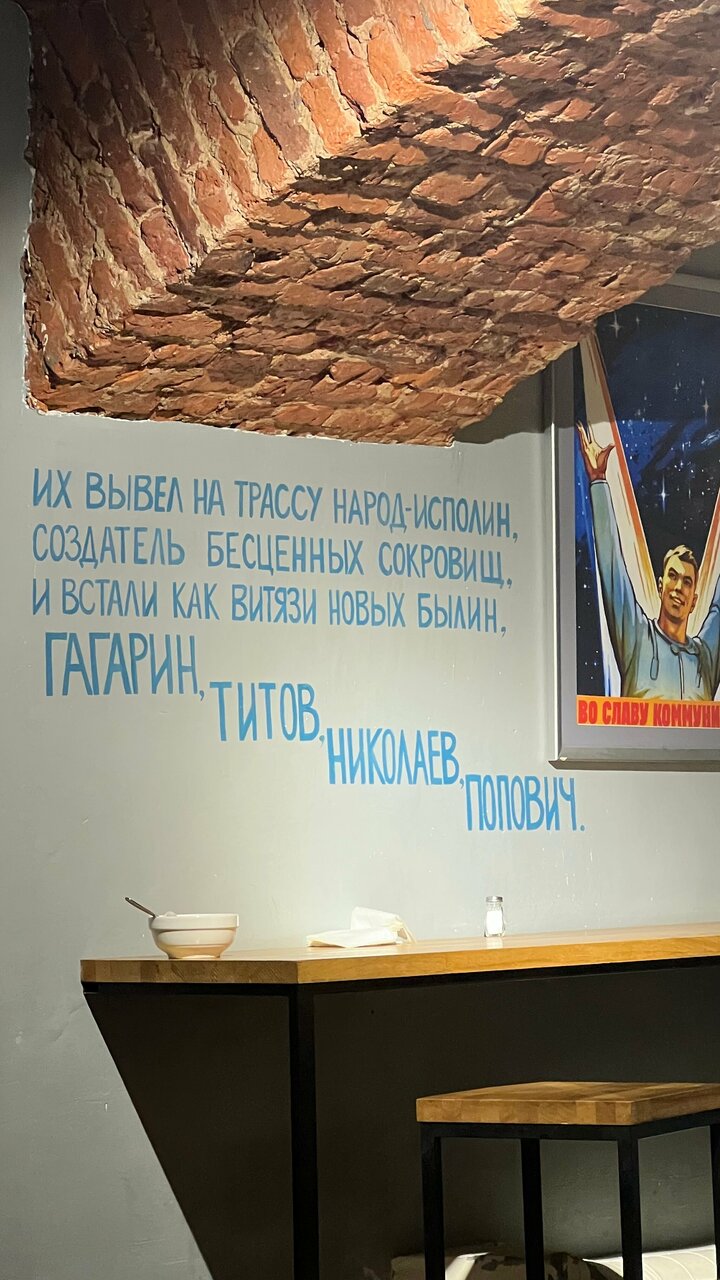 ИХ ВЫВЕЛ НА ТРАССУ НАРОД-ИСПОЛИН,
СОЗДАТЕЛЬ БЕСЦЕННЫХ СОКРОВИЩ,
И ВСТАЛИ КАК ВИТЯЗИ НОВЫХ БЫЛИН,
ГАГАРИН,
ТИТОВ,
НИКОЛАЕВ,
ПОПОВИЧ.
ВО СЛАВУ КОММУНИ